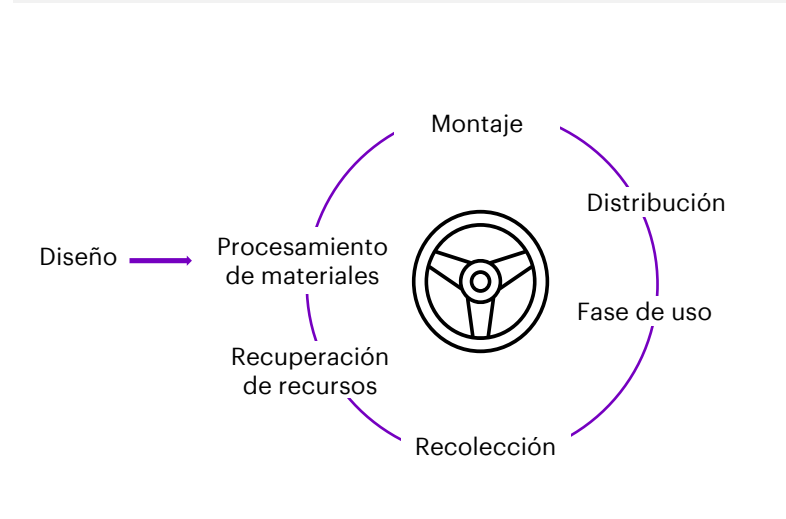 Montaje
Distribución
Diseño
Procesamiento
de materiales
Fase de uso
Recuperación
de recursos
Recolección